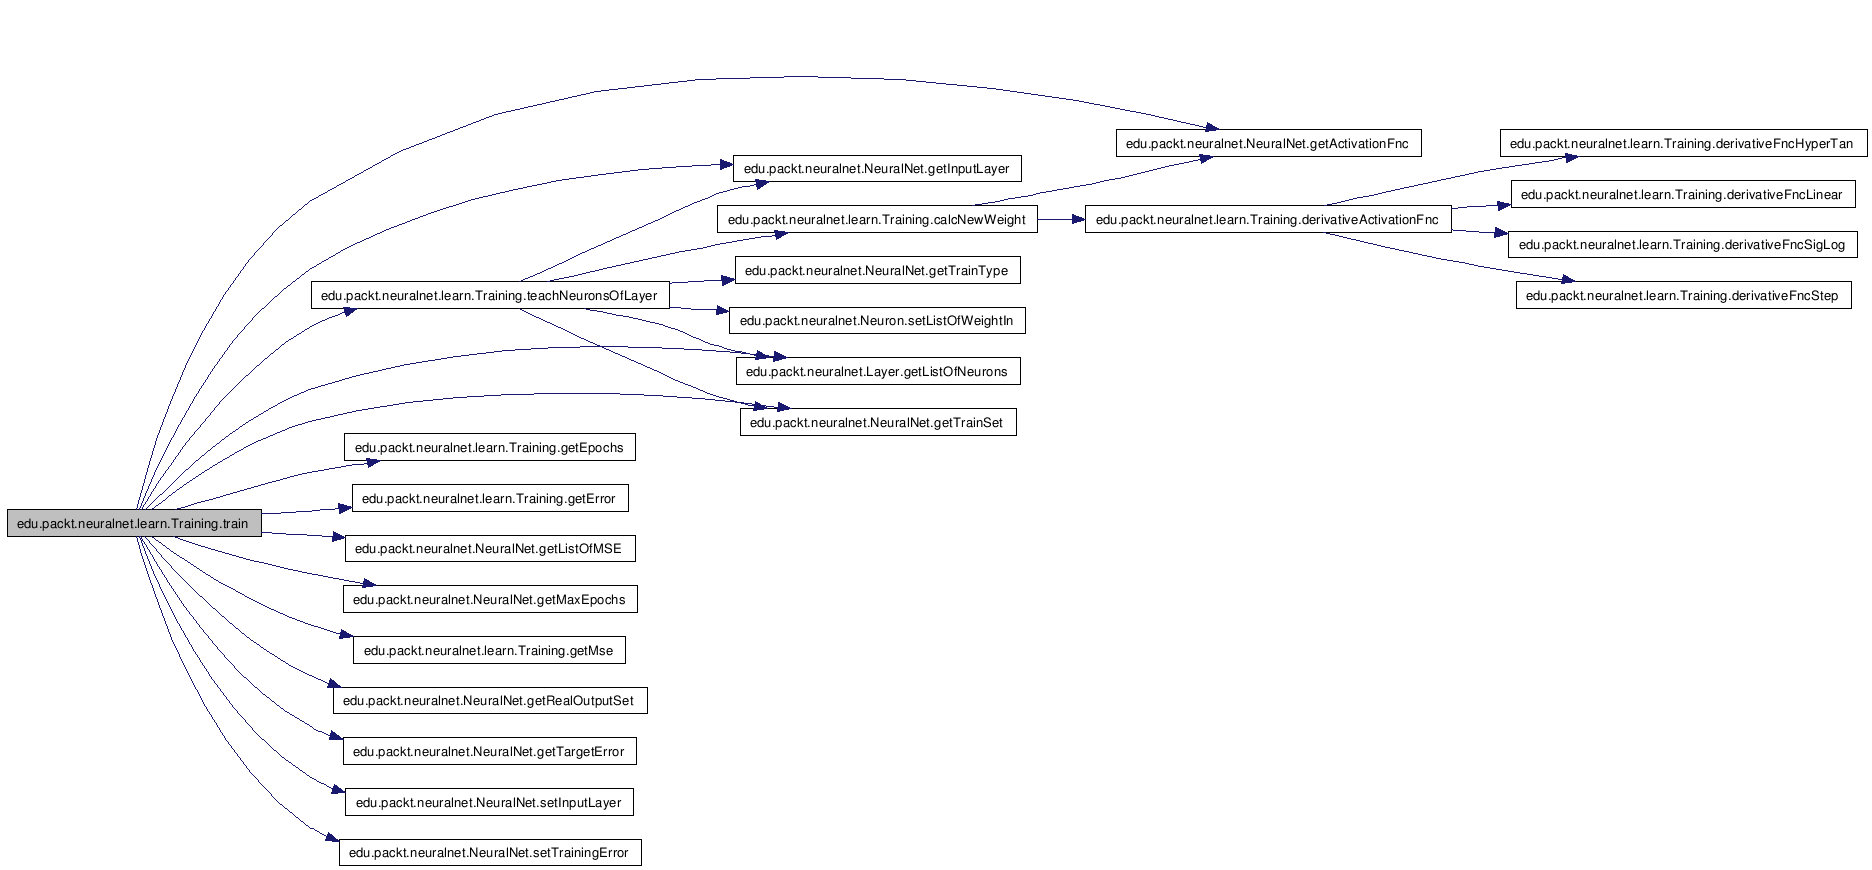 edu.packt.neuralnet.NeuralNet.getActivationFnc
edu.packt.neuralnet.learn.Training.derivativeFncHyperTan
edu.packt.neuralnet.NeuralNet.getInputLayer
edu.packt.neuralnet.learn.Training.derivativeFncLinear
edu.packt.neuralnet.learn.Training.calcNewWeight
edu.packt.neuralnet.learn.Training.derivativeActivationFnc
edu.packt.neuralnet.learn.Training.derivativeFncSigLog
edu.packt.neuralnet.NeuralNet.getTrainType
edu.packt.neuralnet.learn.Training.teachNeuronsOfLayer
edu.packt.neuralnet.learn.Training.derivativeFncStep
edu.packt.neuralnet.Neuron.setListOfWeightIn
edu.packt.neuralnet.Layer.getListOfNeurons
edu.packt.neuralnet.NeuralNet.getTrainSet
edu.packt.neuralnet.learn.Training.getEpochs
edu.packt.neuralnet.learn.Training.getError
edu.packt.neuralnet.learn.Training.train
edu.packt.neuralnet.NeuralNet.getListOfMSE
edu.packt.neuralnet.NeuralNet.getMaxEpochs
edu.packt.neuralnet.learn.Training.getMse
edu.packt.neuralnet.NeuralNet.getRealOutputSet
edu.packt.neuralnet.NeuralNet.getTargetError
edu.packt.neuralnet.NeuralNet.setInputLayer
edu.packt.neuralnet.NeuralNet.setTrainingError